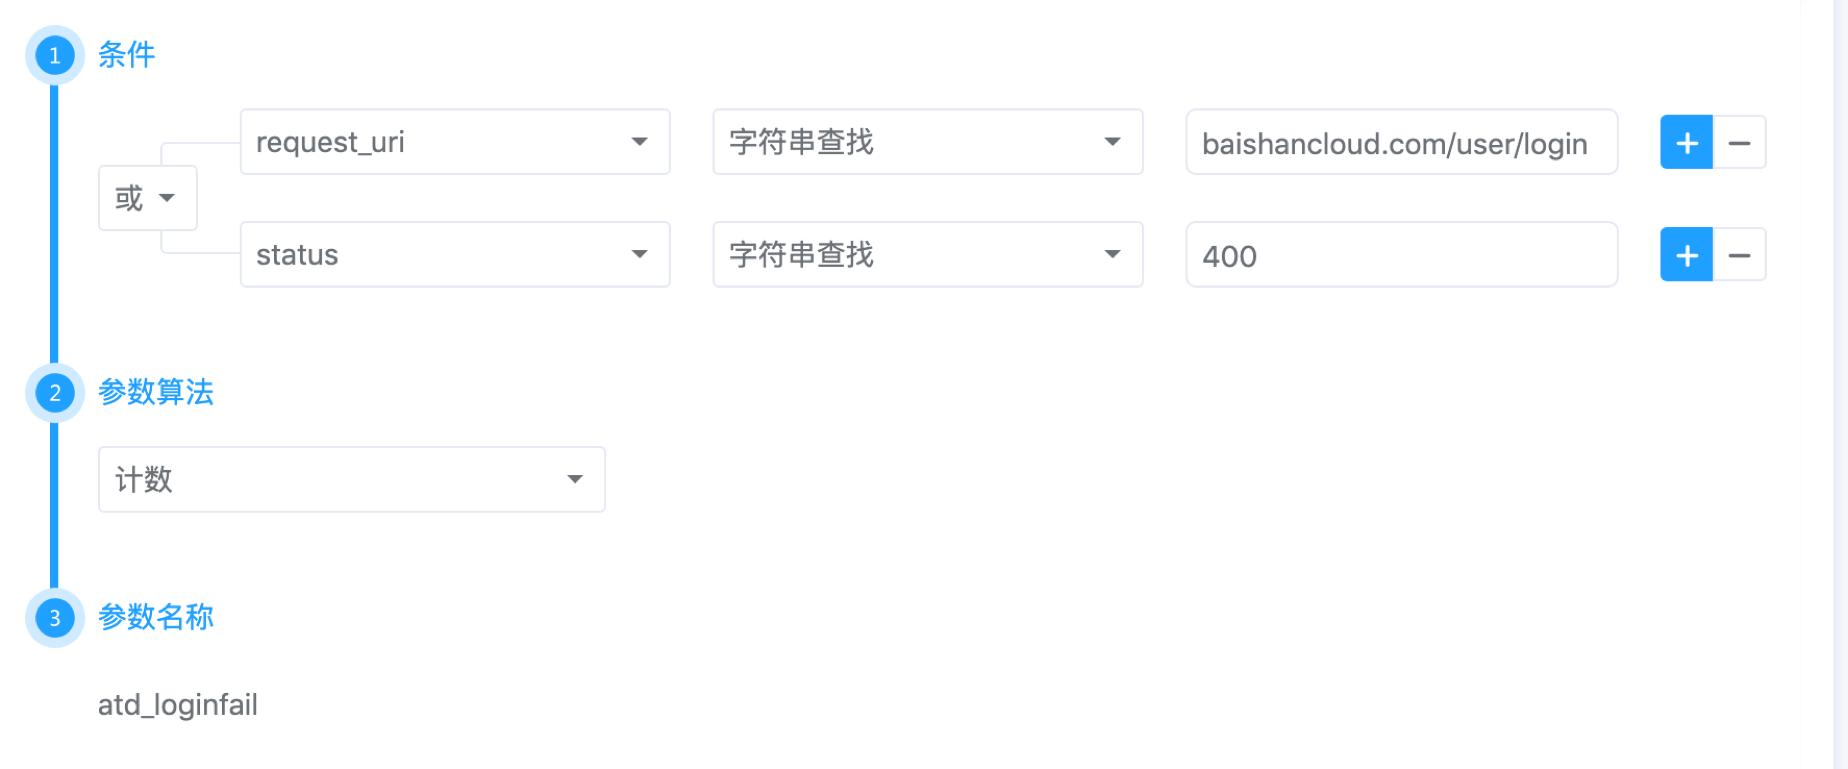 1 条件
request_uri 字符串查找 baishancloud.com/user/login + −
或
status 字符串查找 400 + −
2 参数算法
计数
3 参数名称
atd_loginfail